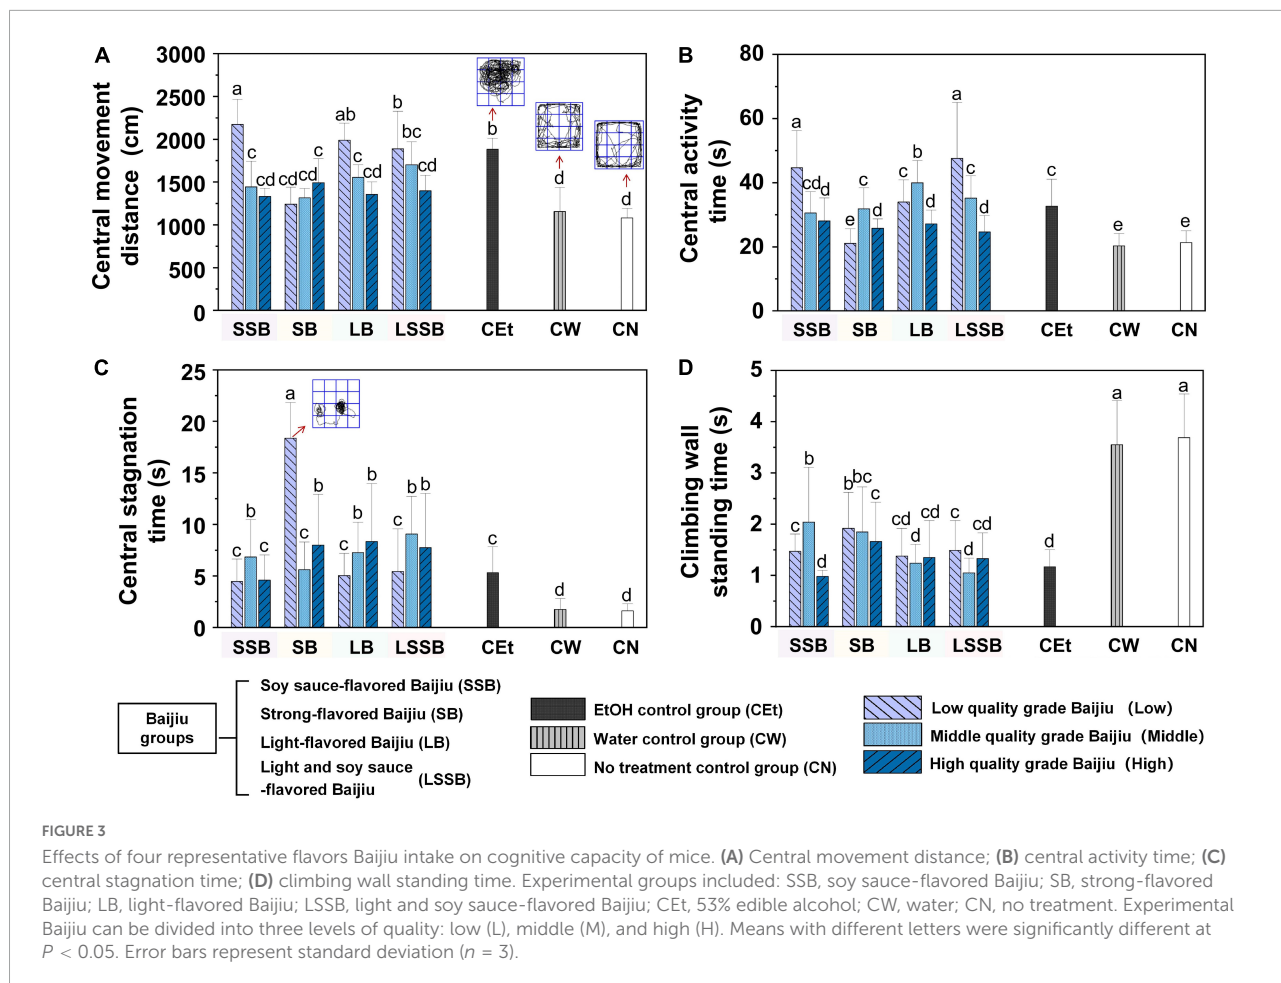 A
Central movement
distance (cm)
3000
2500
2000
1500
1000
500
0
a
c
cd
cd
cd
c
ab
c
cd
b
bc
cd
b
d
d
SSB SB LB LSSB CEt CW CN
B
Central activity
time (s)
80
60
40
20
0
a
cd
d
e
c
d
c
b
d
a
c
d
c
e
e
SSB SB LB LSSB CEt CW CN
C
Central stagnation
time (s)
25
20
15
10
5
0
c
b
c
a
c
b
c
b
b
c
b
b
c
d
d
SSB SB LB LSSB CEt CW CN
D
Climbing wall
standing time (s)
5
4
3
2
1
0
c
b
d
b
bc
c
cd
d
cd
c
d
cd
d
a
a
SSB SB LB LSSB CEt CW CN
Baijiu
groups
Soy sauce-flavored Baijiu (SSB)
Strong-flavored Baijiu (SB)
Light-flavored Baijiu (LB)
Light and soy sauce
-flavored Baijiu
(LSSB)
EtOH control group (CEt)
Water control group (CW)
No treatment control group (CN)
Low quality grade Baijiu （Low）
Middle quality grade Baijiu （Middle）
High quality grade Baijiu （High）
FIGURE 3
Effects of four representative flavors Baijiu intake on cognitive capacity of mice. (A) Central movement distance; (B) central activity time; (C)
central stagnation time; (D) climbing wall standing time. Experimental groups included: SSB, soy sauce-flavored Baijiu; SB, strong-flavored
Baijiu; LB, light-flavored Baijiu; LSSB, light and soy sauce-flavored Baijiu; CEt, 53% edible alcohol; CW, water; CN, no treatment. Experimental
Baijiu can be divided into three levels of quality: low (L), middle (M), and high (H). Means with different letters were significantly different at
P < 0.05. Error bars represent standard deviation (n = 3).